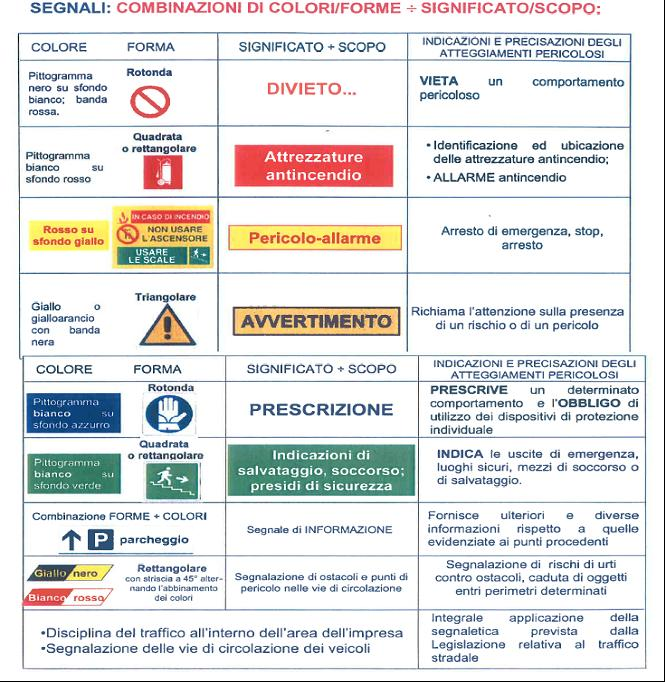 SEGNALI: COMBINAZIONI DI COLORI/FORME ÷ SIGNIFICATO/SCOPO:
COLORE
FORMA
SIGNIFICATO + SCOPO
INDICAZIONI E PRECISAZIONI DEGLI
ATTEGGIAMENTI PERICOLOSI
Pittogramma
nero su sfondo
bianco; banda
rossa.
Rotonda
DIVIETO...
VIETA un comportamento
pericoloso
Pittogramma
bianco su
sfondo rosso
Quadrata
o rettangolare
Attrezzature
antincendio
•Identificazione ed ubicazione
delle attrezzature antincendio;
•ALLARME antincendio
Rosso su
sfondo giallo
IN CASO DI INCENDIO
NON USARE
L'ASCENSORE
USARE
LE SCALE
Pericolo-allarme
Arresto di emergenza, stop,
arresto
Giallo o
gialloarancio
con banda
nera
Triangolare
AVVERTIMENTO
Richiama l'attenzione sulla presenza
di un rischio o di un pericolo
COLORE
FORMA
SIGNIFICATO + SCOPO
INDICAZIONI E PRECISAZIONI DEGLI
ATTEGGIAMENTI PERICOLOSI
Pittogramma
bianco su
sfondo azzurro
Rotonda
PRESCRIZIONE
PRESCRIVE un determinato
comportamento e l'OBBLIGO di
utilizzo dei dispositivi di protezione
individuale
Pittogramma
bianco su
sfondo verde
Quadrata
o rettangolare
Indicazioni di
salvataggio, soccorso;
presidi di sicurezza
INDICA le uscite di emergenza,
luoghi sicuri, mezzi di soccorso o
di salvataggio.
Combinazione FORME + COLORI
P parcheggio
Segnale di INFORMAZIONE
Fornisce ulteriori e diverse
informazioni rispetto a quelle
evidenziate ai punti procedenti
Giallo/nero
Bianco/rosso
Rettangolare
con striscia a 45° alter-
nando l'abbinamento
dei colori
Segnalazione di ostacoli e punti di
pericolo nelle vie di circolazione
Segnalazione di rischi di urti
contro ostacoli, caduta di oggetti
entri perimetri determinati
•Disciplina del traffico all'interno dell'area dell'impresa
•Segnalazione delle vie di circolazione dei veicoli
Integrale applicazione della
segnaletica prevista dalla
Legislazione relativa al traffico
stradale